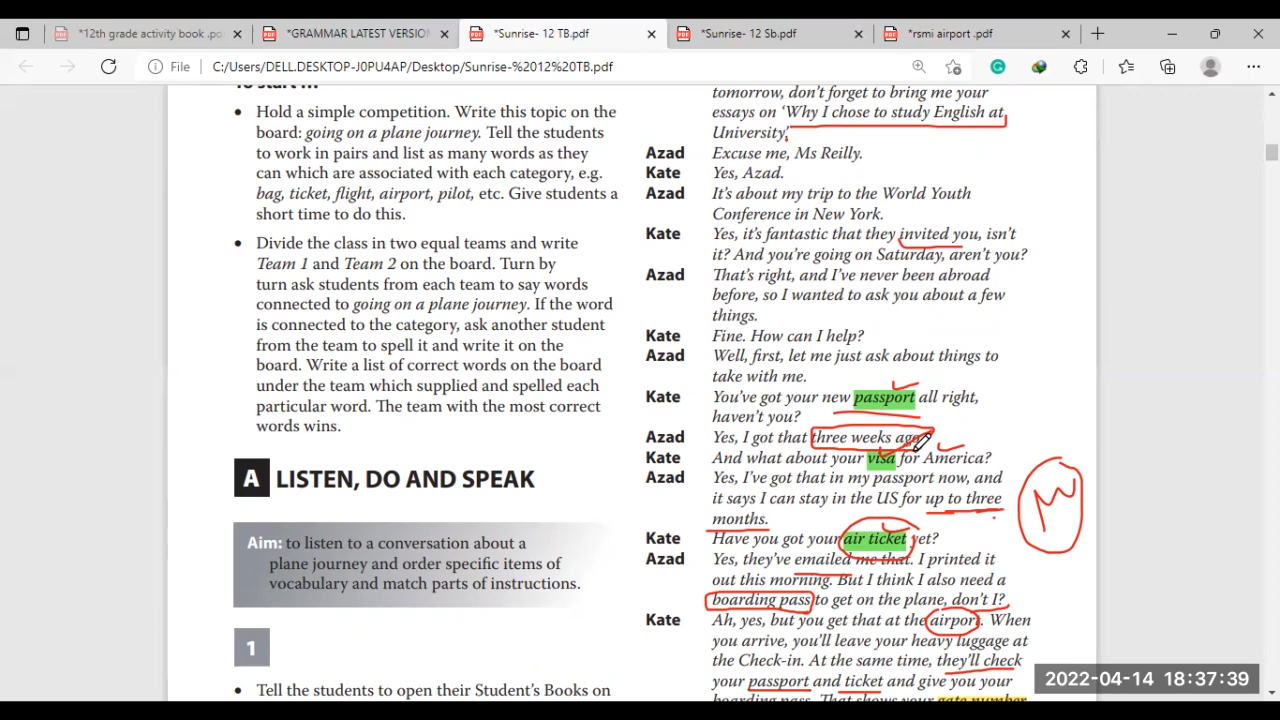 *12th grade activity book .po
*GRAMMAR LATEST VERSION
*Sunrise- 12 TB.pdf
*Sunrise- 12 Sb.pdf
*rsmi airport .pdf
File
C:/Users/DELL.DESKTOP-J0PU4AP/Desktop/Sunrise-%2012%20TB.pdf
To start ...
• Hold a simple competition. Write this topic on the
board: going on a plane journey. Tell the students
to work in pairs and list as many words as they
can which are associated with each category, e.g.
bag, ticket, flight, airport, pilot, etc. Give students a
short time to do this.
• Divide the class in two equal teams and write
Team 1 and Team 2 on the board. Turn by
turn ask students from each team to say words
connected to going on a plane journey. If the word
is connected to the category, ask another student
from the team to spell it and write it on the
board. Write a list of correct words on the board
under the team which supplied and spelled each
particular word. The team with the most correct
words wins.
A LISTEN, DO AND SPEAK
Aim: to listen to a conversation about a
plane journey and order specific items of
vocabulary and match parts of instructions.
1
• Tell the students to open their Student's Books on
tomorrow, don't forget to bring me your
essays on 'Why I chose to study English at
University'.
Azad Excuse me, Ms Reilly.
Kate Yes, Azad.
Azad It's about my trip to the World Youth
Conference in New York.
Kate Yes, it's fantastic that they invited you, isn't
it? And you're going on Saturday, aren't you?
Azad That's right, and I've never been abroad
before, so I wanted to ask you about a few
things.
Kate Fine. How can I help?
Azad Well, first, let me just ask about things to
take with me.
Kate You've got your new passport all right,
haven't you?
Azad Yes, I got that three weeks ago.
Kate And what about your visa for America?
Azad Yes, I've got that in my passport now, and
it says I can stay in the US for up to three
months.
Kate Have you got your air ticket yet?
Azad Yes, they've emailed me that. I printed it
out this morning. But I think I also need a
boarding pass to get on the plane, don't I?
Kate Ah, yes, but you get that at the airport. When
you arrive, you'll leave your heavy luggage at
the Check-in. At the same time, they'll check
your passport and ticket and give you your
boarding pass. That shows your gate number
2022-04-14 18:37:39